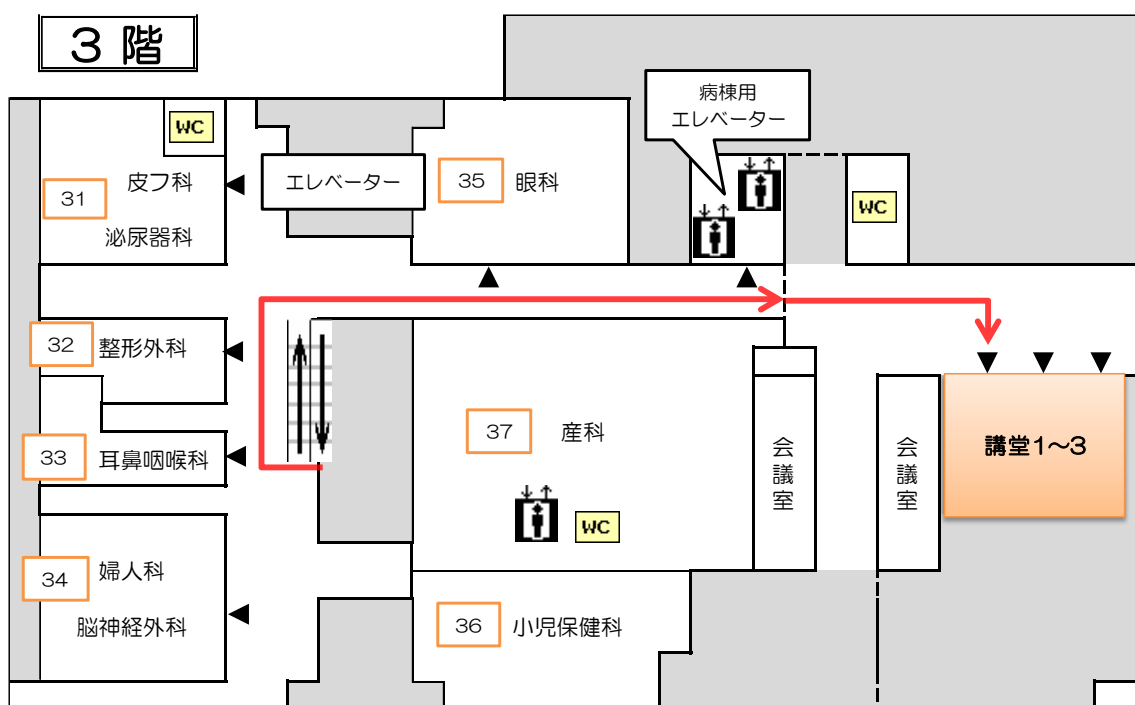 3 階
病棟用
エレベーター
WC
31
皮フ科
泌尿器科
エレベーター
35
眼科
WC
32
整形外科
33
耳鼻咽喉科
37
産科
WC
会議室
会議室
講堂1~3
34
婦人科
脳神経外科
36
小児保健科